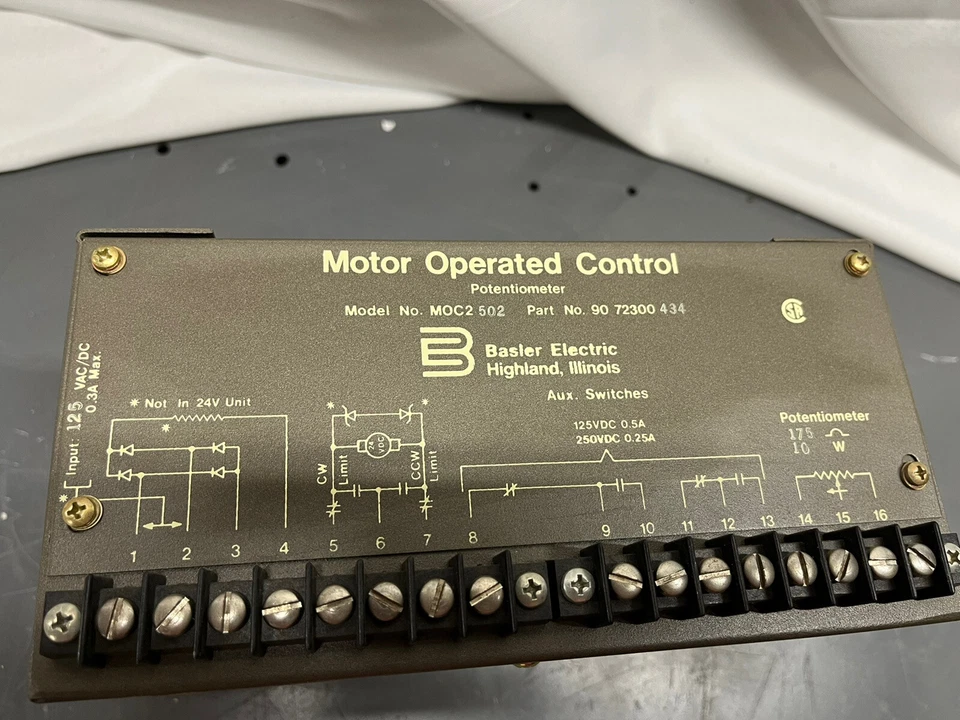 Motor Operated Control
Potentiometer
Model No. MOC2 502 Part No. 90 72300 434
Basler Electric
Highland, Illinois
Aux. Switches
Input: 125 VAC/DC
0.3A Max.
* Not In 24V Unit
*
*
*
*
24
VDC
CW
Limit
CCW
Limit
125VDC 0.5A
250VDC 0.25A
Potentiometer
175
10 W
1 2 3 4 5 6 7 8 9 10 11 12 13 14 15 16